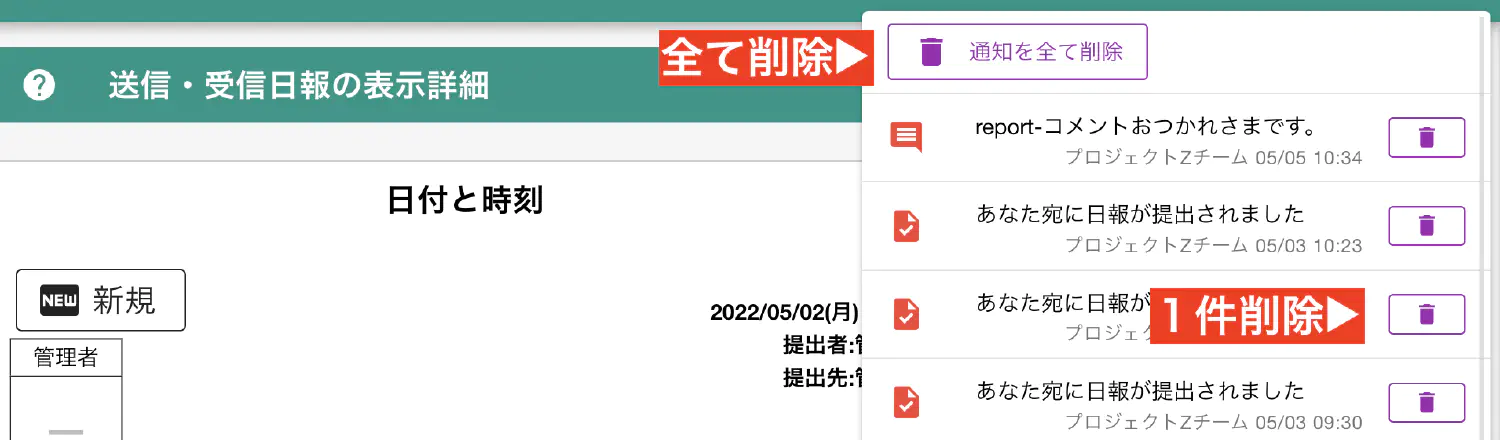 送信・受信日報の表示詳細
日付と時刻
NEW 新規
管理者
2022/05/02(月)
提出者:
提出先:
全て削除▶
通知を全て削除
report-コメントおつかれさまです。
プロジェクトZチーム 05/05 10:34
あなた宛に日報が提出されました
プロジェクトZチーム 05/03 10:23
あなた宛に日報が
プロジェク
1件削除▶
あなた宛に日報が提出されました
プロジェクトZチーム 05/03 09:30